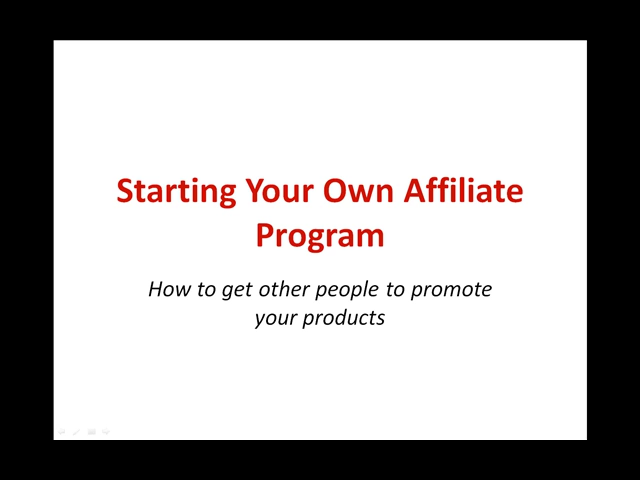 Starting Your Own Affiliate
Program
How to get other people to promote
your products